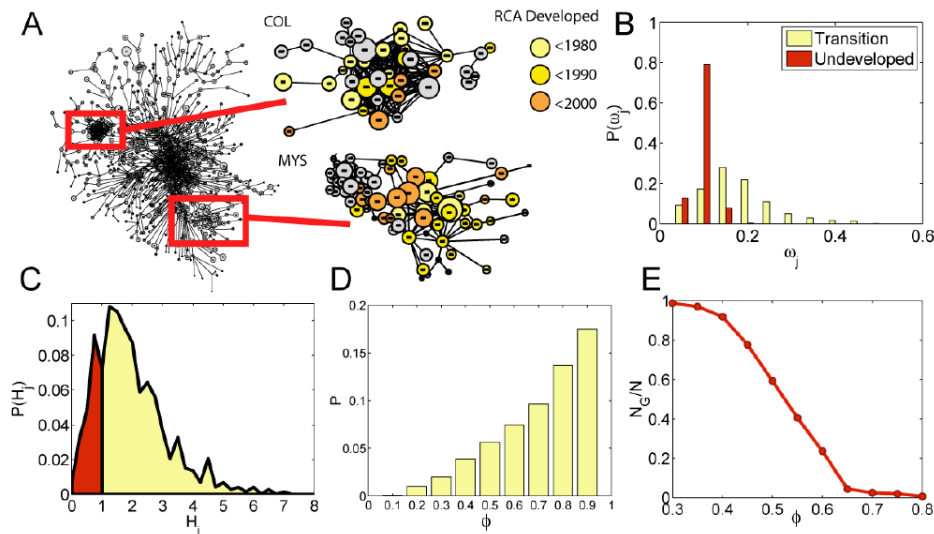 A
COL
RCA Developed
<1980
<1990
<2000
MYS
B
Transition
Undeveloped
P(ωj)
1
0.8
0.6
0.4
0.2
0
0
0.2
0.4
0.6
ωj
C
P(Hj)
0.1
0.08
0.06
0.04
0.02
0
0 1 2 3 4 5 6 7 8
Hj
D
P
0.2
0.15
0.1
0.05
0
0 0.1 0.2 0.3 0.4 0.5 0.6 0.7 0.8 0.9 1
ϕ
E
NG/N
1
0.8
0.6
0.4
0.2
0
0.3 0.4 0.5 0.6 0.7 0.8
ϕ